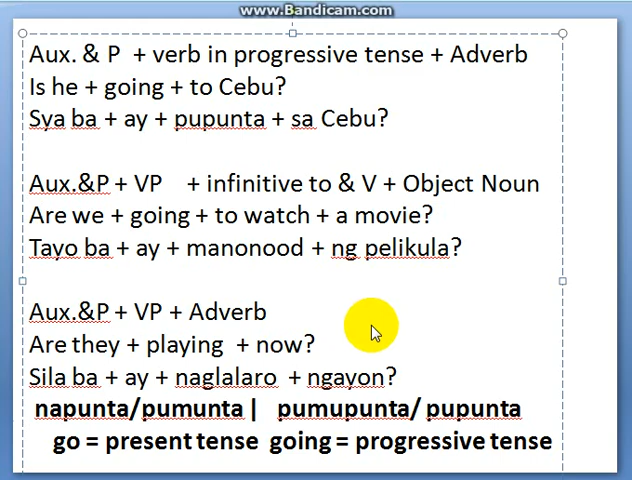 www.Bandicam.com
Aux. & P + verb in progressive tense + Adverb
Is he + going + to Cebu?
Sya ba + ay + pupunta + sa Cebu?
Aux.&P + VP + infinitive to & V + Object Noun
Are we + going + to watch + a movie?
Tayo ba + ay + manonood + ng pelikula?
Aux.&P + VP + Adverb
Are they + playing + now?
Sila ba + ay + naglalaro + ngayon?
napunta/pumunta | pumupunta/ pupunta
go = present tense going = progressive tense